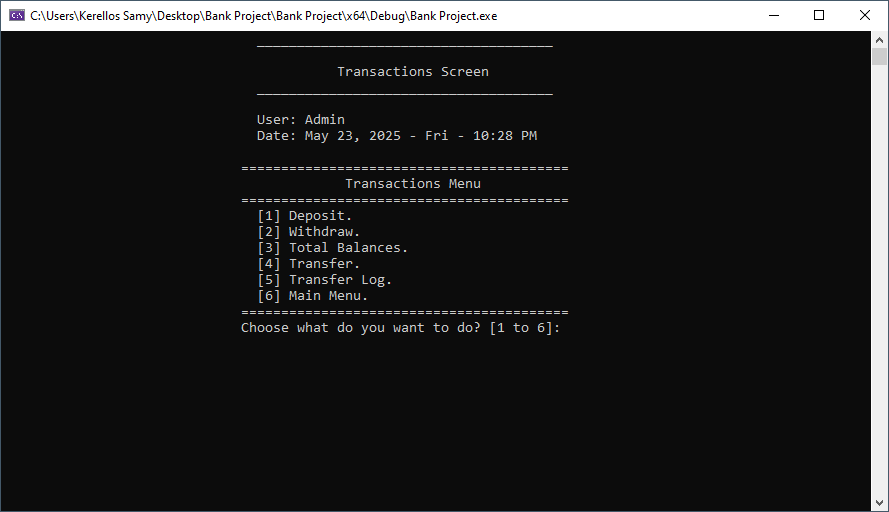 C:\Users\Kerellos Samy\Desktop\Bank Project\Bank Project\x64\Debug\Bank Project.exe
_____________________________________
Transactions Screen
_____________________________________
User: Admin
Date: May 23, 2025 - Fri - 10:28 PM
=========================================
Transactions Menu
=========================================
[1] Deposit.
[2] Withdraw.
[3] Total Balances.
[4] Transfer.
[5] Transfer Log.
[6] Main Menu.
=========================================
Choose what do you want to do? [1 to 6]: